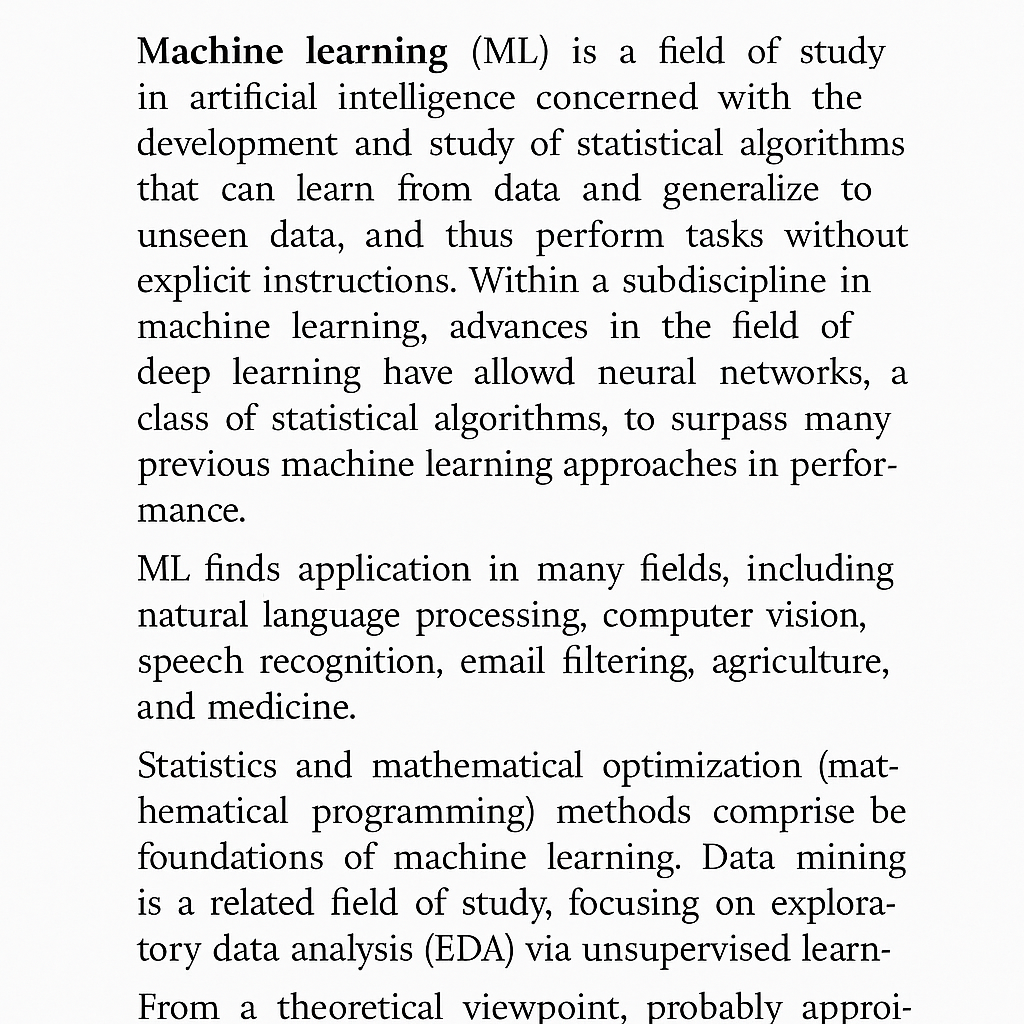 Machine learning (ML) is a field of study
in artificial intelligence concerned with the
development and study of statistical algorithms
that can learn from data and generalize to
unseen data, and thus perform tasks without
explicit instructions. Within a subdiscipline in
machine learning, advances in the field of
deep learning have allowd neural networks, a
class of statistical algorithms, to surpass many
previous machine learning approaches in perfor-
mance.
ML finds application in many fields, including
natural language processing, computer vision,
speech recognition, email filtering, agriculture,
and medicine.
Statistics and mathematical optimization (mat-
hematical programming) methods comprise be
foundations of machine learning. Data mining
is a related field of study, focusing on explora-
tory data analysis (EDA) via unsupervised learn-
From a theoretical viewpoint, probably approi-